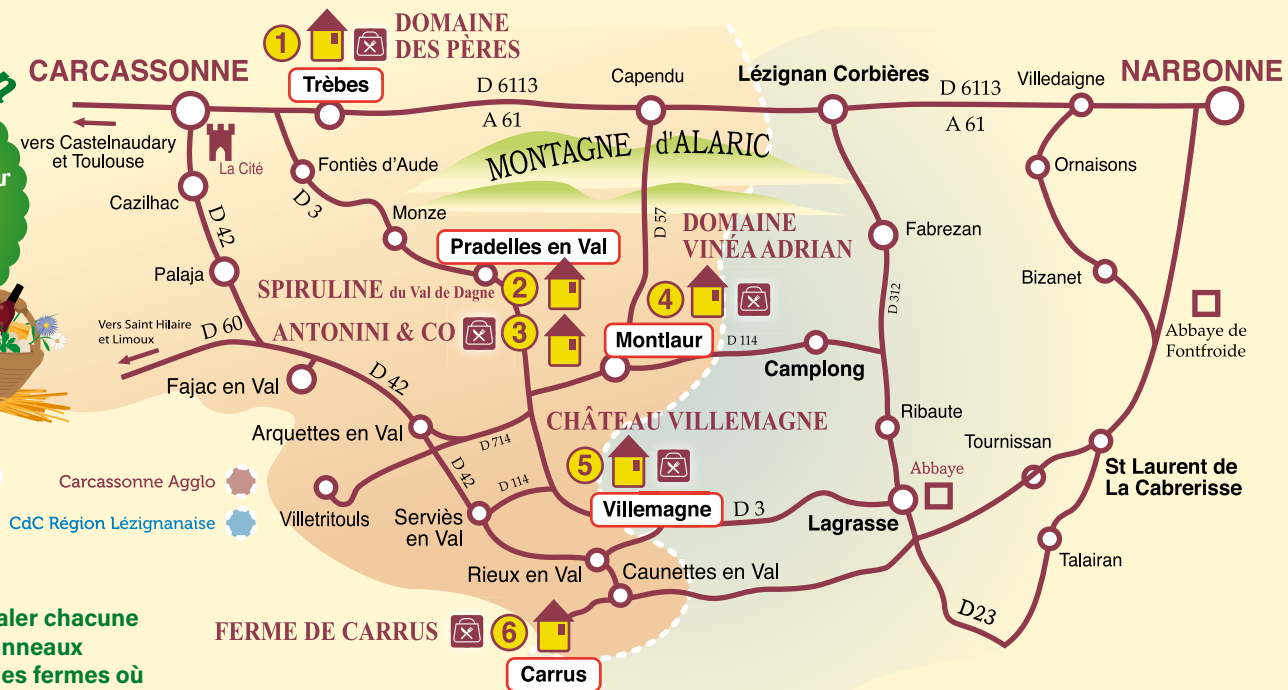 1
DOMAINE
DES PÈRES
CARCASSONNE
Trèbes
D 6113
A 61
Capendu
Lézignan Corbières
D 6113
A 61
Villedaigne
NARBONNE
vers Castelnaudary
et Toulouse
La Cité
Fontiès d'Aude
MONTAGNE d'ALARIC
Ornaisons
Cazilhac
D 42
D 3
Monze
D 57
DOMAINE
VINÉA ADRIAN
Fabrezan
Palaja
Pradelles en Val
Bizanet
SPIRULINE du Val de Dagne
2
4
D 312
Abbaye de
Fontfroide
Vers Saint Hilaire
et Limoux
D 60
ANTONINI & CO
3
Montlaur
D 114
Camplong
Fajac en Val
D 42
Arquettes en Val
D 714
CHÂTEAU VILLEMAGNE
Ribaute
Tournissan
St Laurent de
La Cabrerisse
5
Abbaye
Carcassonne Agglo
D 42
D 114
Villemagne
D 3
Lagrasse
CdC Région Lézignanaise
Villetritouls
Serviès
en Val
Talairan
Rieux en Val
Caunettes en Val
D23
aler chacune
nneaux
es fermes où
FERME DE CARRUS
6
Carrus